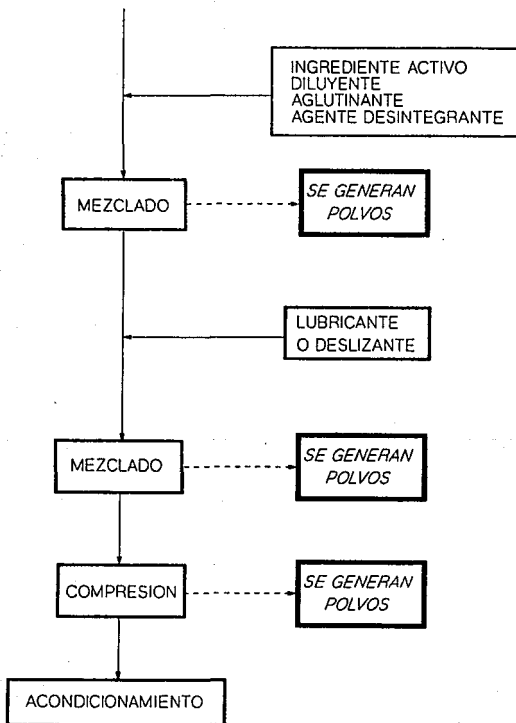 INGREDIENTE ACTIVO
DILUYENTE
AGLUTINANTE
AGENTE DESINTEGRANTE
MEZCLADO
SE GENERAN
POLVOS
LUBRICANTE
O DESLIZANTE
MEZCLADO
SE GENERAN
POLVOS
COMPRESION
SE GENERAN
POLVOS
ACONDICIONAMIENTO